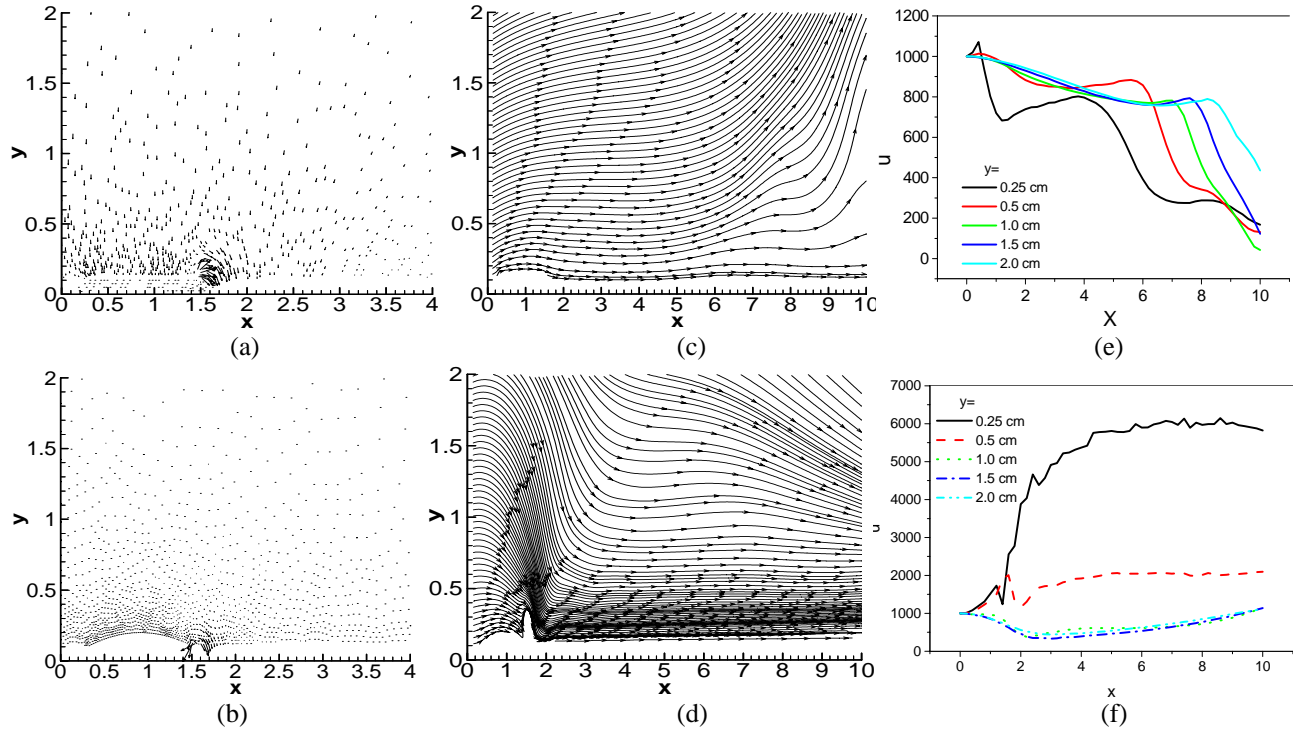 2
1.5
y
1
0.5
0
0 0.5 1 1.5 2 2.5 3 3.5 4
x
(a)
2
1.5
y
1
0.5
0
0 1 2 3 4 5 6 7 8 9 10
x
(c)
1200
1000
800
u
600
400
200
0
y=
0.25 cm
0.5 cm
1.0 cm
1.5 cm
2.0 cm
0 2 4 6 8 10
X
(e)
2
1.5
y
1
0.5
0
0 0.5 1 1.5 2 2.5 3 3.5 4
x
(b)
2
1.5
y
1
0.5
0
0 1 2 3 4 5 6 7 8 9 10
x
(d)
7000
6000
5000
4000
u
3000
2000
1000
0
y=
0.25 cm
0.5 cm
1.0 cm
1.5 cm
2.0 cm
0 2 4 6 8 10
x
(f)